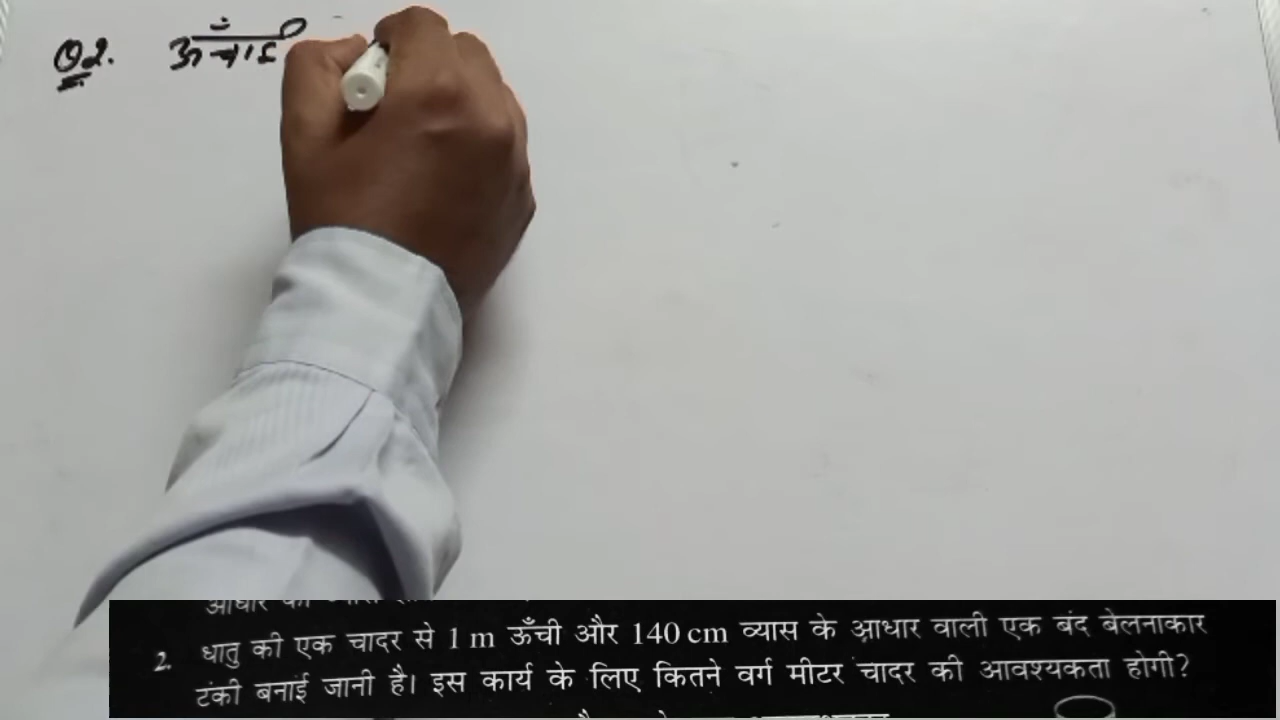 Q2. ऊँचाई
2. धातु की एक चादर से 1 m ऊँची और 140 cm व्यास के आधार वाली एक बंद बेलनाकार
टंकी बनाई जानी है। इस कार्य के लिए कितने वर्ग मीटर चादर की आवश्यकता होगी?